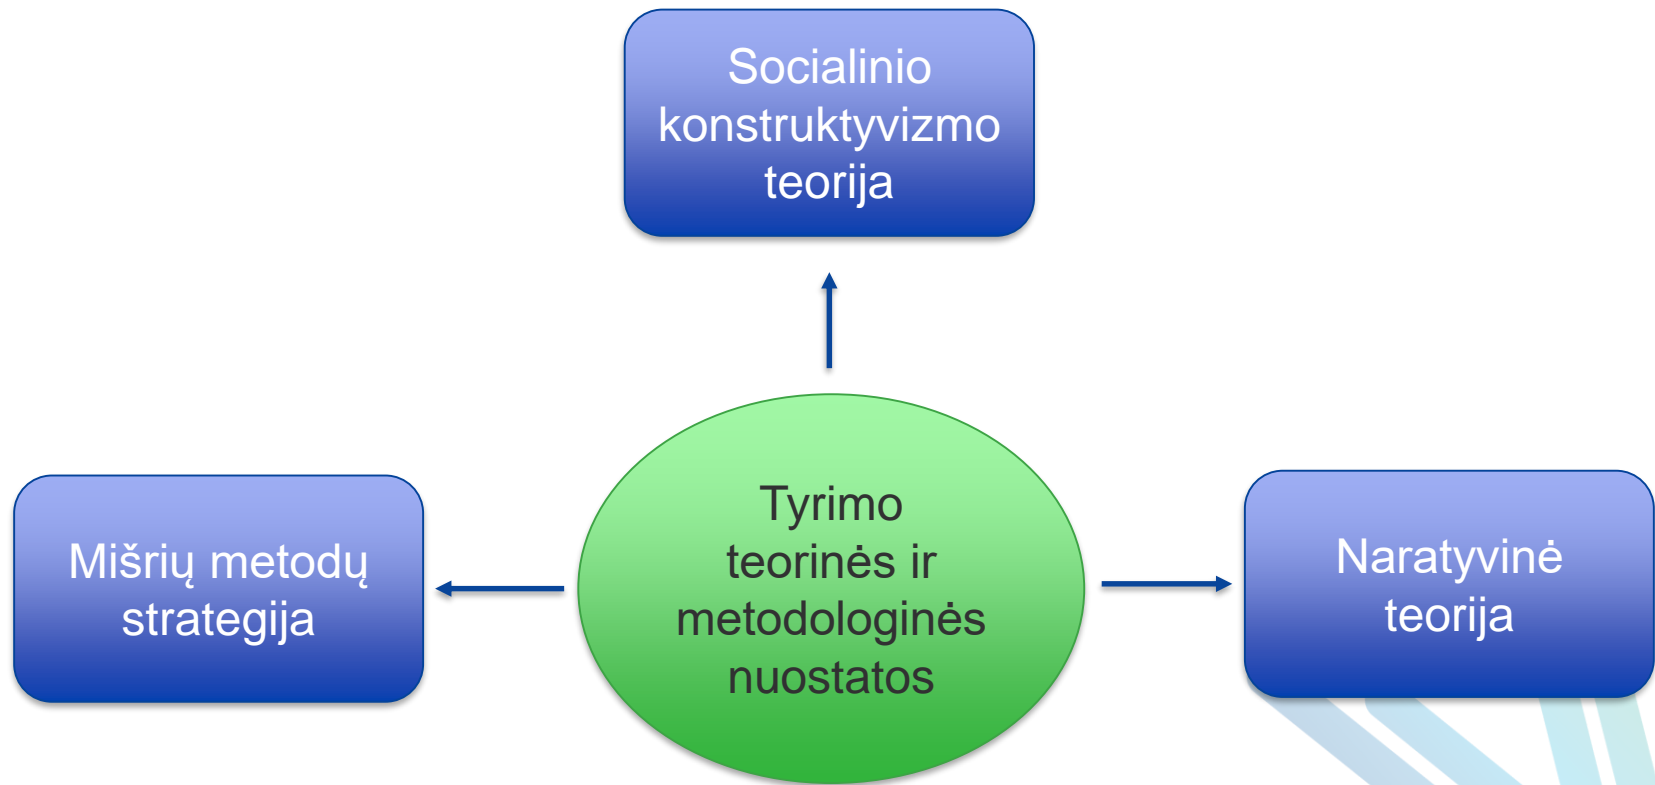 Socialinio
konstruktyvizmo
teorija
Mišrių metodų
strategija
Tyrimo
teorinės ir
metodologinės
nuostatos
Naratyvinė
teorija